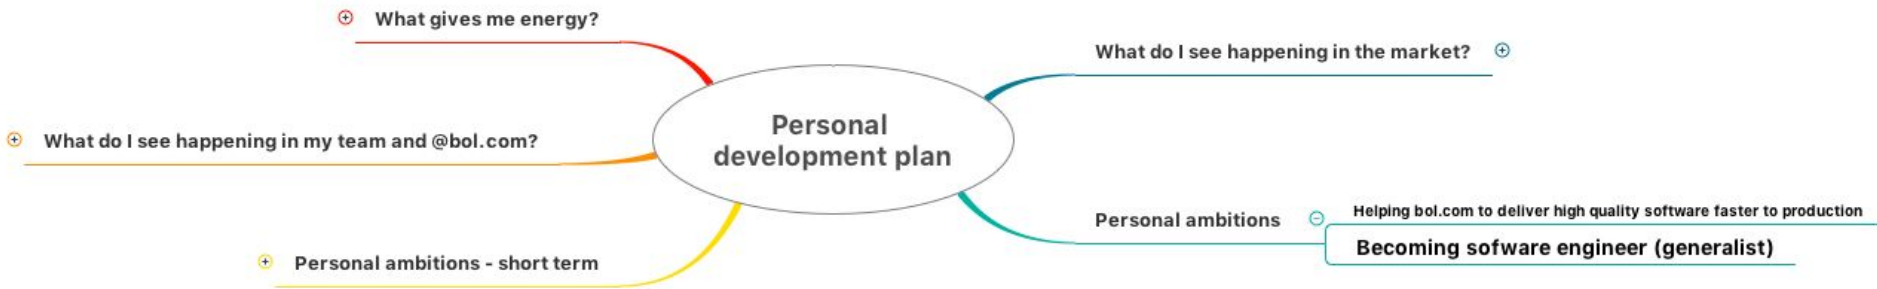 What gives me energy?
What do I see happening in the market?
What do I see happening in my team and @bol.com?
Personal
development plan
Personal ambitions
Helping bol.com to deliver high quality software faster to production
Becoming sofware engineer (generalist)
Personal ambitions - short term